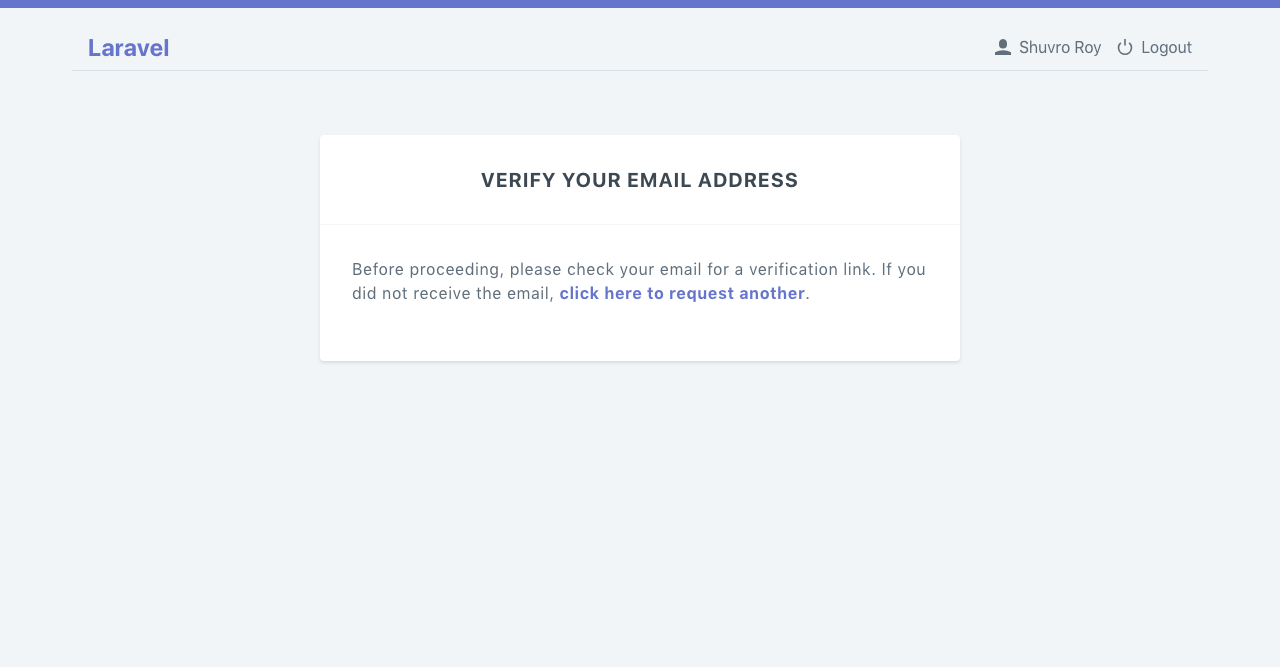 Laravel
Shuvro Roy
Logout
VERIFY YOUR EMAIL ADDRESS
Before proceeding, please check your email for a verification link. If you
did not receive the email, click here to request another.